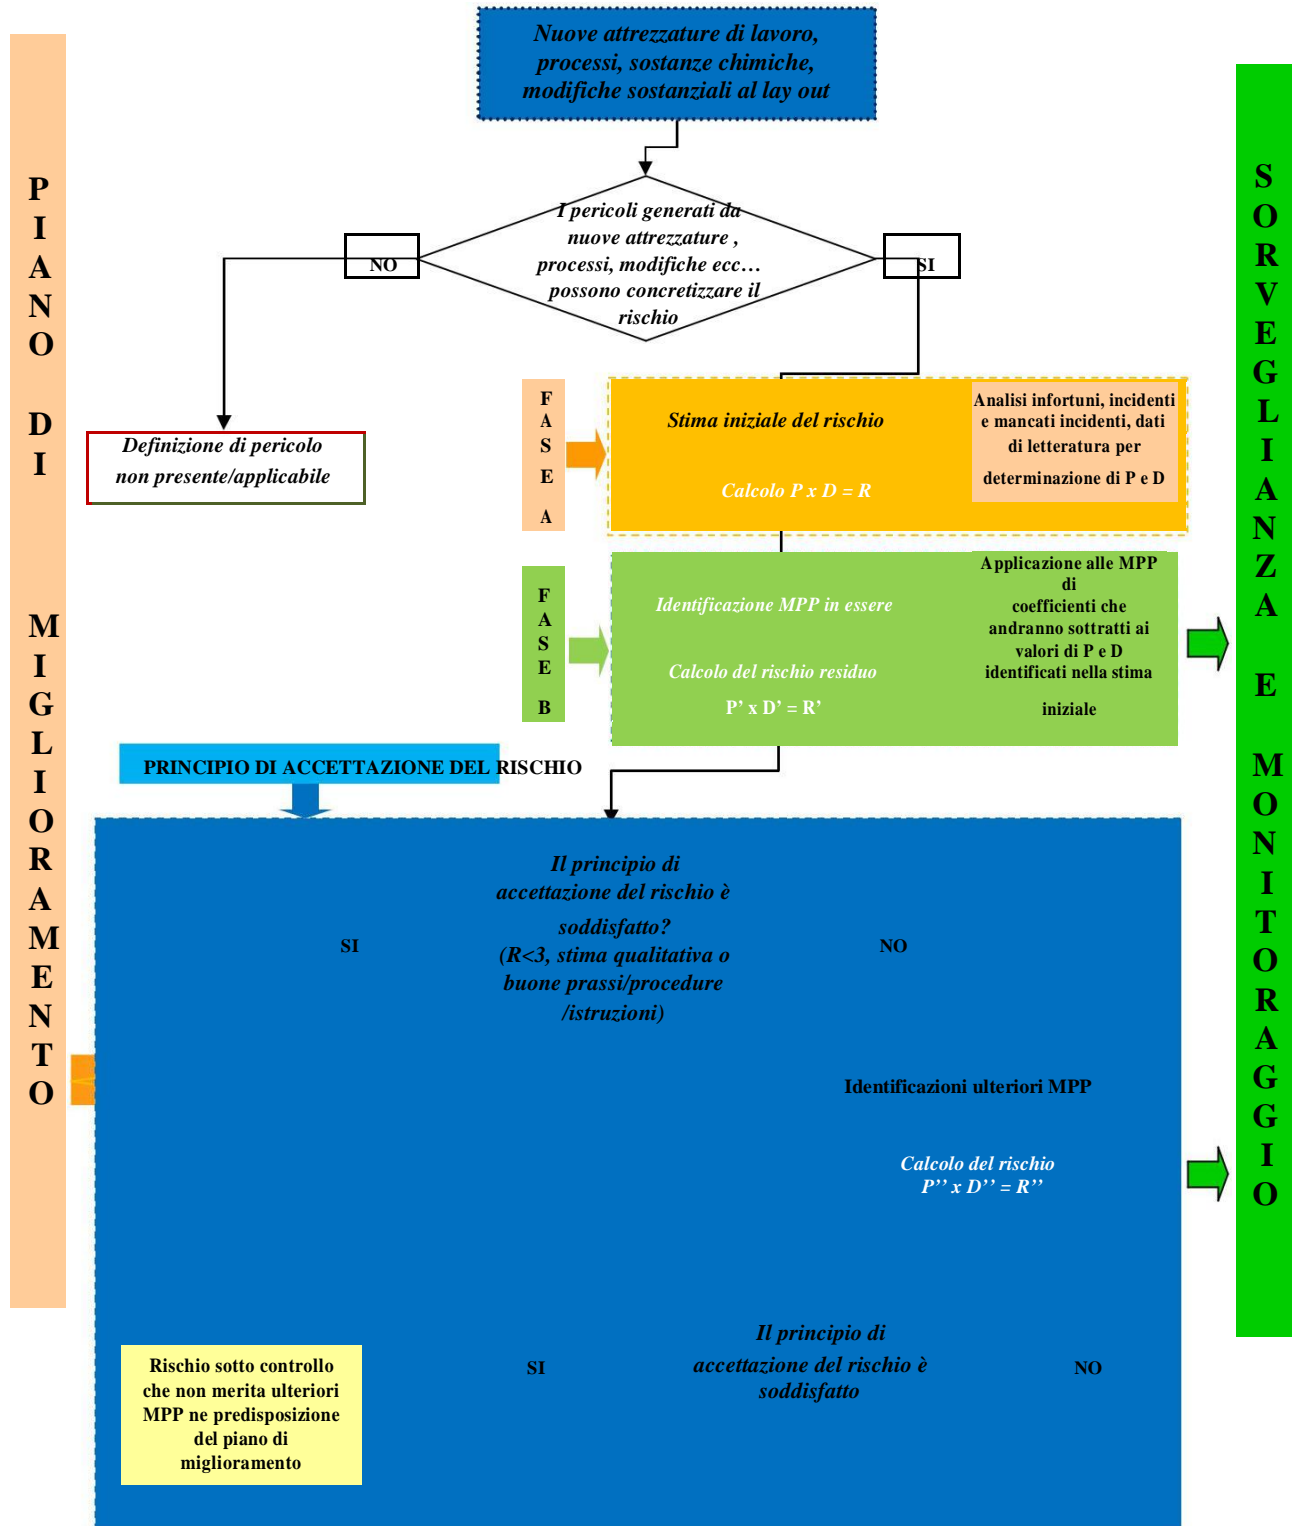 Nuove attrezzature di lavoro,
processi, sostanze chimiche,
modifiche sostanziali al lay out
PIANO DI MIGLIORAMENTO
SORVEGLIANZA E MONITORAGGIO
I pericoli generati da
nuove attrezzature ,
processi, modifiche ecc…
possono concretizzare il
rischio
NO
SI
Definizione di pericolo
non presente/applicabile
FASE A
Stima iniziale del rischio
Calcolo P x D = R
Analisi infortuni, incidenti
e mancati incidenti, dati
di letteratura per
determinazione di P e D
FASE B
Identificazione MPP in essere
Calcolo del rischio residuo
P’ x D’ = R’
Applicazione alle MPP
di
coefficienti che
andranno sottratti ai
valori di P e D
identificati nella stima
iniziale
PRINCIPIO DI ACCETTAZIONE DEL RISCHIO
Il principio di
accettazione del rischio è
soddisfatto?
(R<3, stima qualitativa o
buone prassi/procedure
/istruzioni)
SI
NO
Identificazioni ulteriori MPP
Calcolo del rischio
P’’ x D’’ = R’’
Il principio di
accettazione del rischio è
soddisfatto
SI
NO
Rischio sotto controllo
che non merita ulteriori
MPP ne predisposizione
del piano di
miglioramento